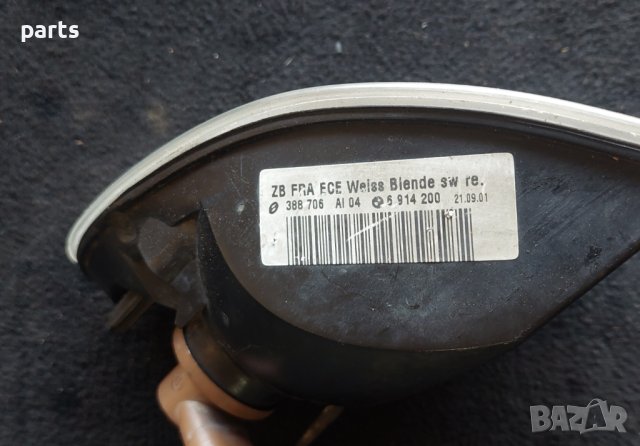 parts
ZB FRA ECE Weiss Blende sw re.
388 706 AI 04 6 914 200 21.09.01
BAZAR